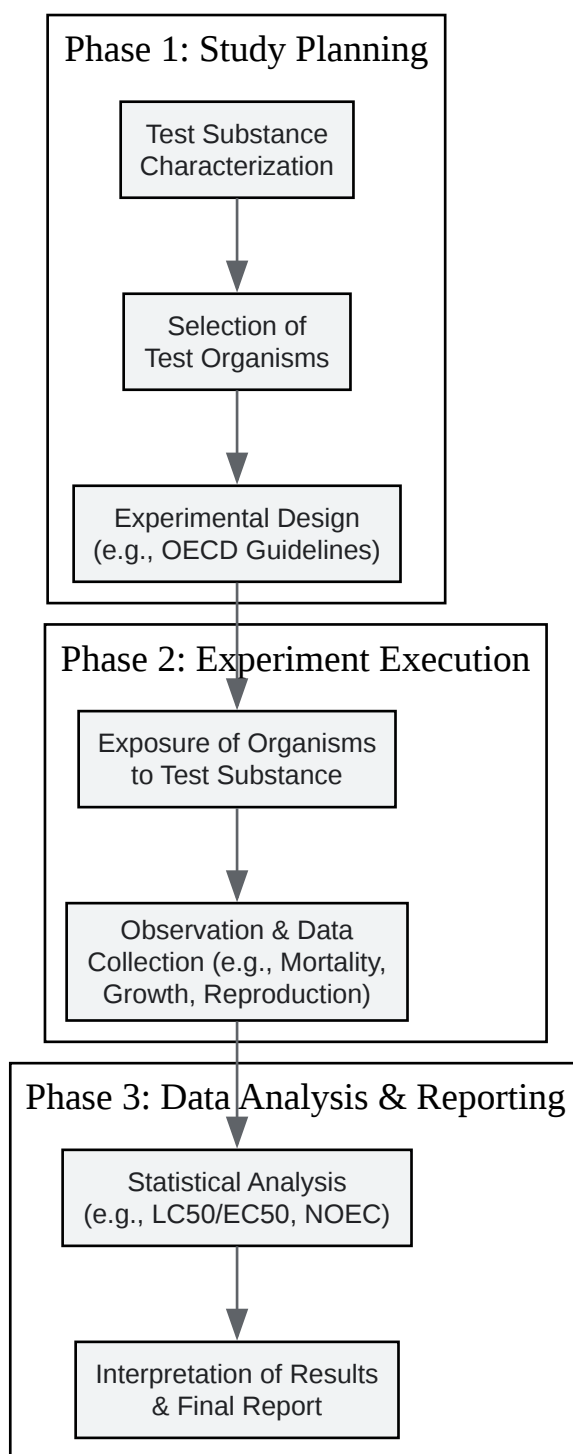 Phase 1: Study Planning
Test Substance
Characterization
Selection of
Test Organisms
Experimental Design
(e.g., OECD Guidelines)
Phase 2: Experiment Execution
Exposure of Organisms
to Test Substance
Observation & Data
Collection (e.g., Mortality,
Growth, Reproduction)
Phase 3: Data Analysis & Reporting
Statistical Analysis
(e.g., LC50/EC50, NOEC)
Interpretation of Results
& Final Report